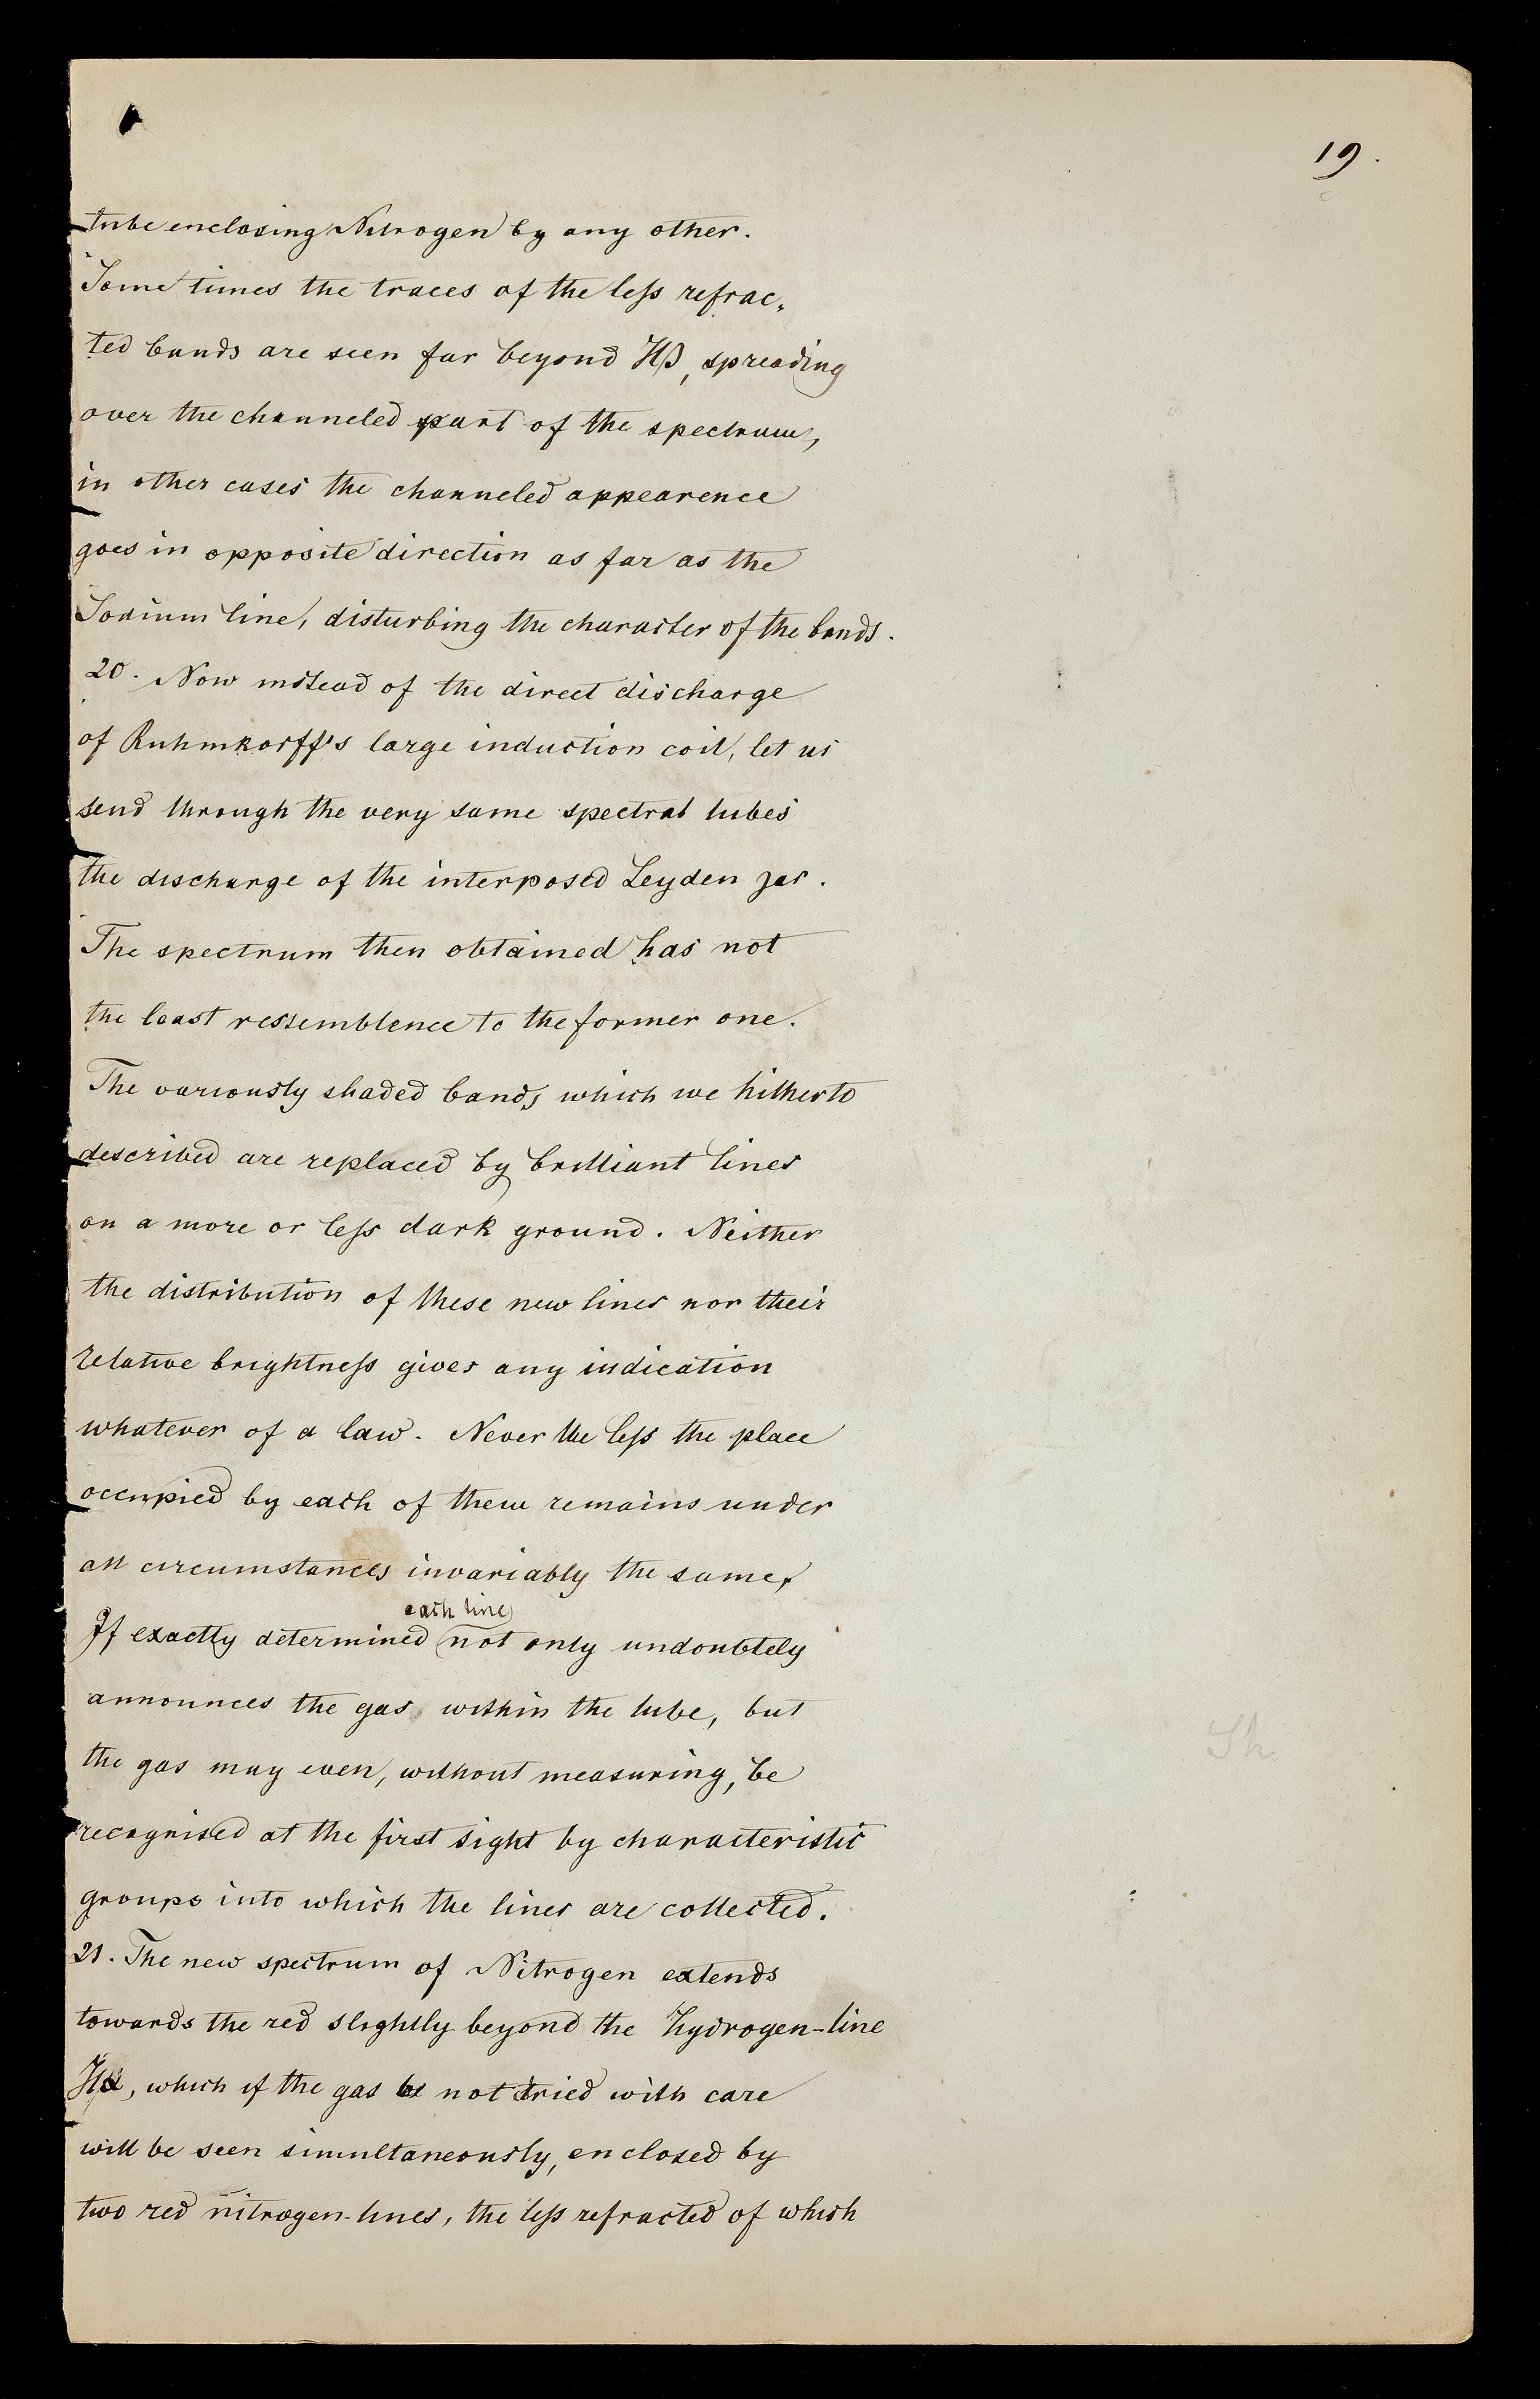 19.
tube enclosing Nitrogen by any other.
Some times the traces of the less refrac-
ted bands are seen far beyond Hβ, spreading
over the channeled part of the spectrum,
in other cases the channeled appearence
goes in opposite direction as far as the
Sodium line, disturbing the character of the bands.
20. Now instead of the direct discharge
of Ruhmkorff's large induction coil, let us
send through the very same spectral tubes
the discharge of the interposed Leyden jar.
The spectrum then obtained has not
the least ressemblence to the former one.
The variously shaded bands which we hitherto
described are replaced by brilliant lines
on a more or less dark ground. Neither
the distribution of these new lines nor their
relative brightness gives any indication
whatever of a law. Never the less the place
occupied by each of them remains under
all circumstances invariably the same.
each line
If exactly determined not only undoubtely
announces the gas within the tube, but
the gas may even, without measuring, be
recognised at the first sight by characteristic
groups into which the lines are collected.
21. The new spectrum of Nitrogen extends
towards the red slightly beyond the Hydrogen-line
Hα, which if the gas be not dried with care
will be seen simultaneously, enclosed by
two red nitrogen-lines, the less refracted of which